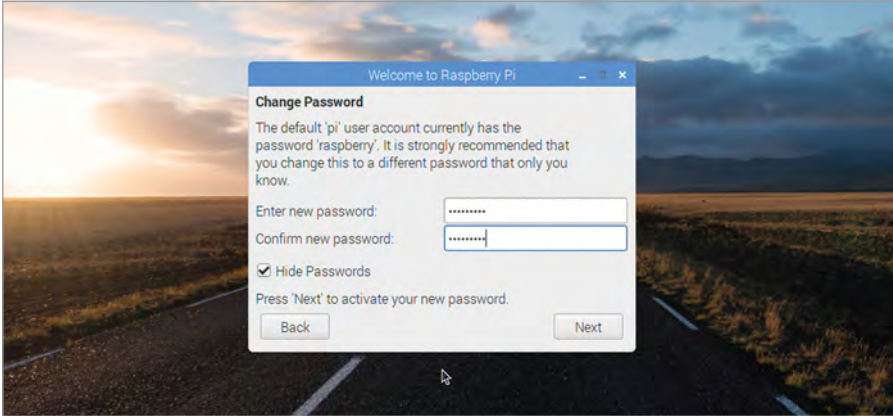 Welcome to Raspberry Pi
Change Password
The default 'pi' user account currently has the
password 'raspberry'. It is strongly recommended that
you change this to a different password that only you
know.
Enter new password: •••••••••
Confirm new password: •••••••••
Hide Passwords
Press 'Next' to activate your new password.
Back Next